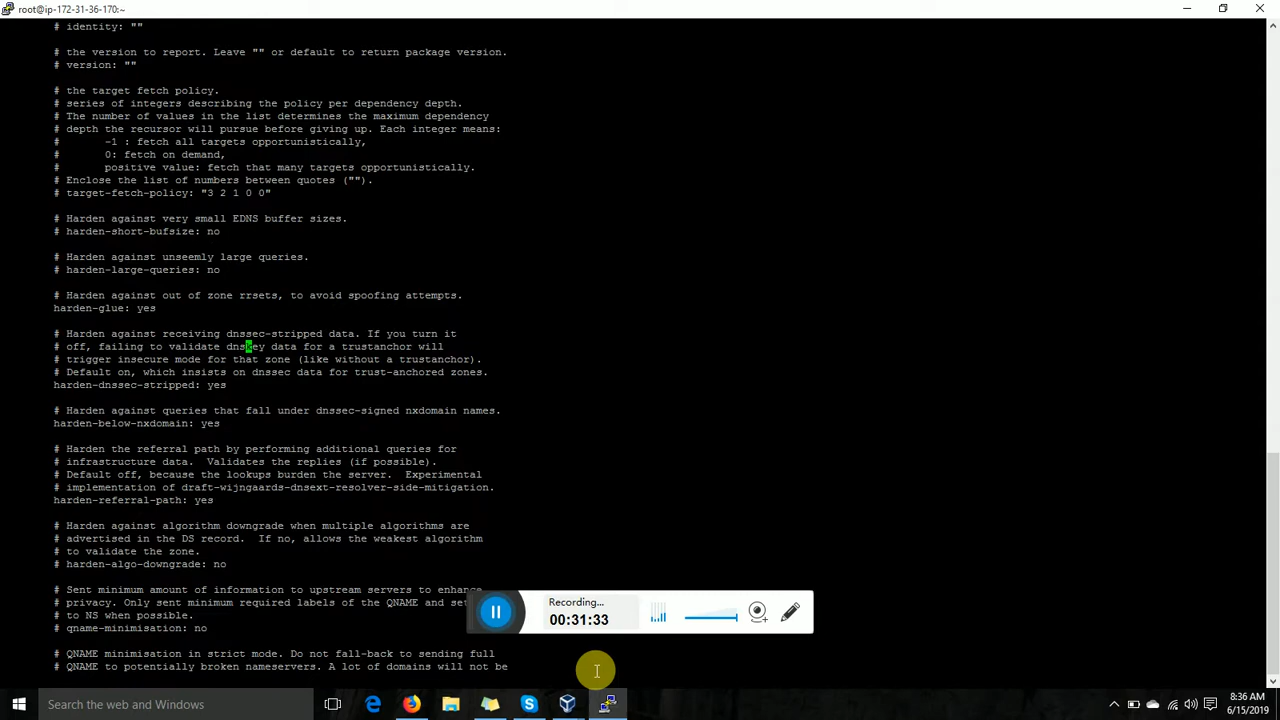 root@ip-172-31-36-170:~
# identity: ""
# the version to report. Leave "" or default to return package version.
# version: ""
# the target fetch policy.
# series of integers describing the policy per dependency depth.
# The number of values in the list determines the maximum dependency
# depth the recursor will pursue before giving up. Each integer means:
#       -1 : fetch all targets opportunistically,
#       0: fetch on demand,
#       positive value: fetch that many targets opportunistically.
# Enclose the list of numbers between quotes ("").
# target-fetch-policy: "3 2 1 0 0"
# Harden against very small EDNS buffer sizes.
# harden-short-bufsize: no
# Harden against unseemly large queries.
# harden-large-queries: no
# Harden against out of zone rrsets, to avoid spoofing attempts.
harden-glue: yes
# Harden against receiving dnssec-stripped data. If you turn it
# off, failing to validate dnskey data for a trustanchor will
# trigger insecure mode for that zone (like without a trustanchor).
# Default on, which insists on dnssec data for trust-anchored zones.
harden-dnssec-stripped: yes
# Harden against queries that fall under dnssec-signed nxdomain names.
harden-below-nxdomain: yes
# Harden the referral path by performing additional queries for
# infrastructure data.  Validates the replies (if possible).
# Default off, because the lookups burden the server.  Experimental
# implementation of draft-wijngaards-dnsext-resolver-side-mitigation.
harden-referral-path: yes
# Harden against algorithm downgrade when multiple algorithms are
# advertised in the DS record.  If no, allows the weakest algorithm
# to validate the zone.
# harden-algo-downgrade: no
# Sent minimum amount of information to upstream servers to enhance
# privacy. Only sent minimum required labels of the QNAME and set
# to NS when possible.
# qname-minimisation: no
# QNAME minimisation in strict mode. Do not fall-back to sending full
# QNAME to potentially broken nameservers. A lot of domains will not be
Recording...
00:31:33
Search the web and Windows
8:36 AM
6/15/2019